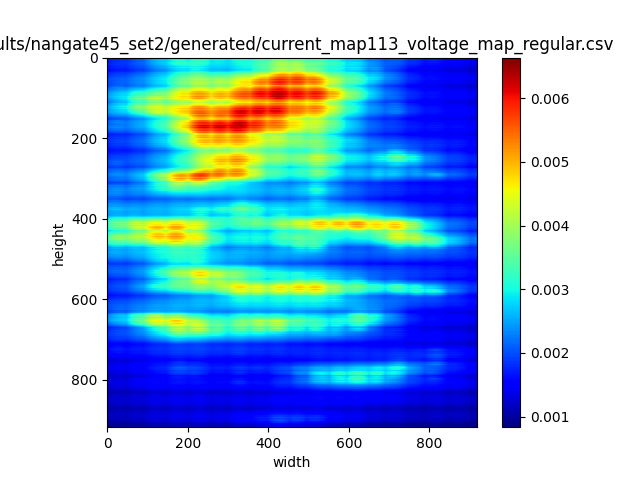 ults/nangate45_set2/generated/current_map113_voltage_map_regular.csv
0
200
400
600
800
height
0 200 400 600 800
width
0.006
0.005
0.004
0.003
0.002
0.001